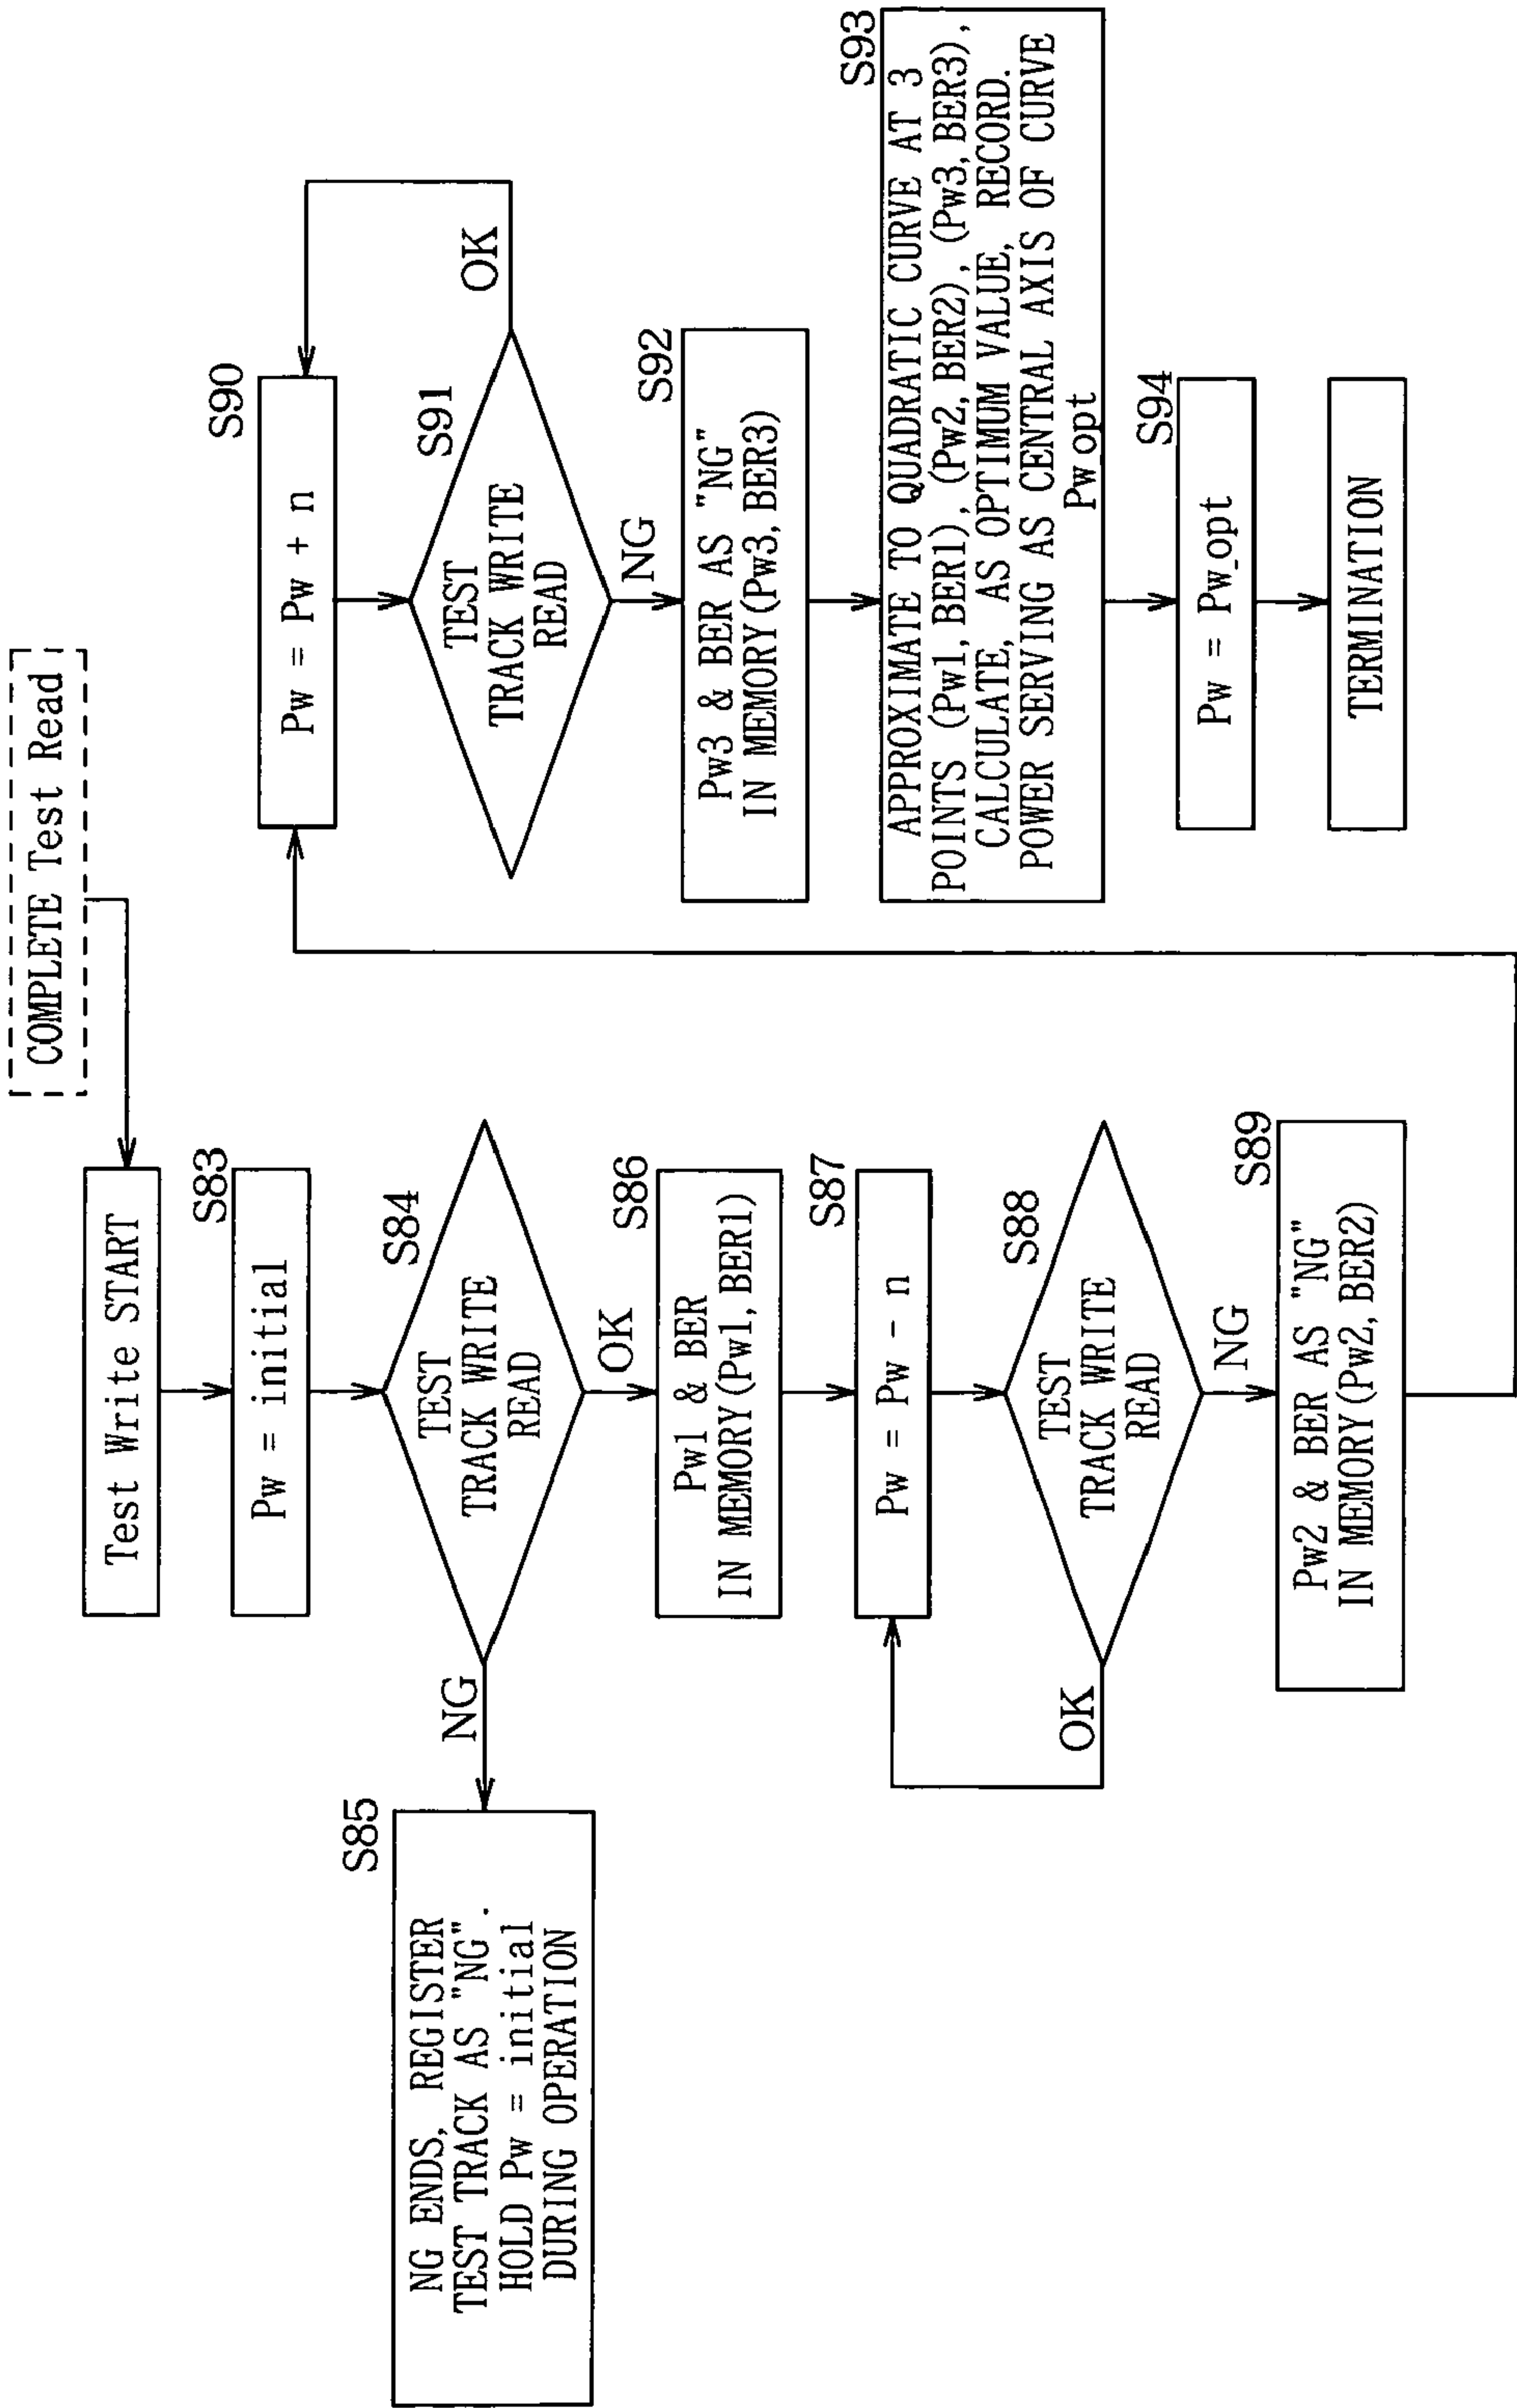 COMPLETE Test Read
Test Write START
S83
Pw = initial
S84
TEST
TRACK WRITE
READ
NG
OK
S85
NG ENDS, REGISTER
TEST TRACK AS "NG".
HOLD Pw = initial
DURING OPERATION
S86
Pw1 & BER
IN MEMORY(Pw1, BER1)
S87
Pw = Pw - n
S88
TEST
TRACK WRITE
READ
OK
NG
S89
Pw2 & BER AS "NG"
IN MEMORY(Pw2, BER2)
S90
Pw = Pw + n
S91
TEST
TRACK WRITE
READ
OK
NG
S92
Pw3 & BER AS "NG"
IN MEMORY(Pw3, BER3)
S93
APPROXIMATE TO QUADRATIC CURVE AT 3
POINTS (Pw1, BER1), (Pw2, BER2), (Pw3, BER3),
CALCULATE, AS OPTIMUM VALUE, RECORD.
POWER SERVING AS CENTRAL AXIS OF CURVE
Pw opt
S94
Pw = Pw_opt
TERMINATION